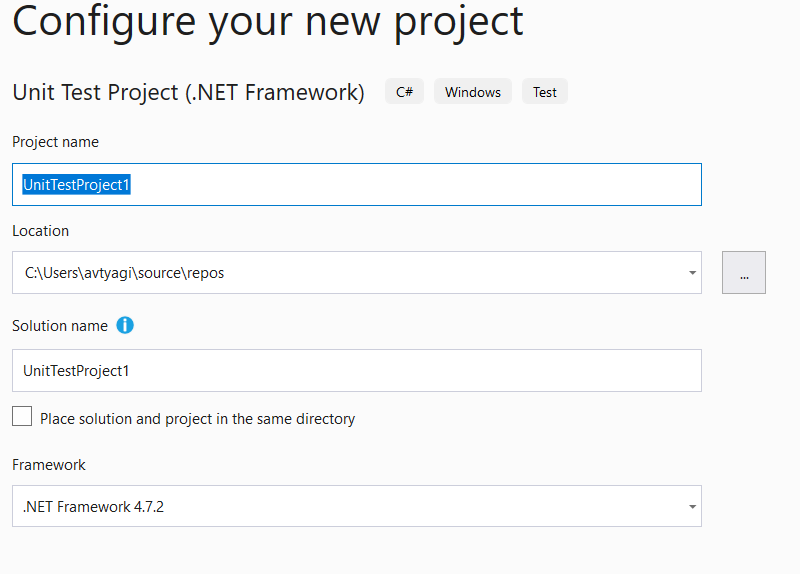 Configure your new project
Unit Test Project (.NET Framework) C# Windows Test
Project name
UnitTestProject1
Location
C:\Users\avtyagi\source\repos
...
Solution name
UnitTestProject1
Place solution and project in the same directory
Framework
.NET Framework 4.7.2